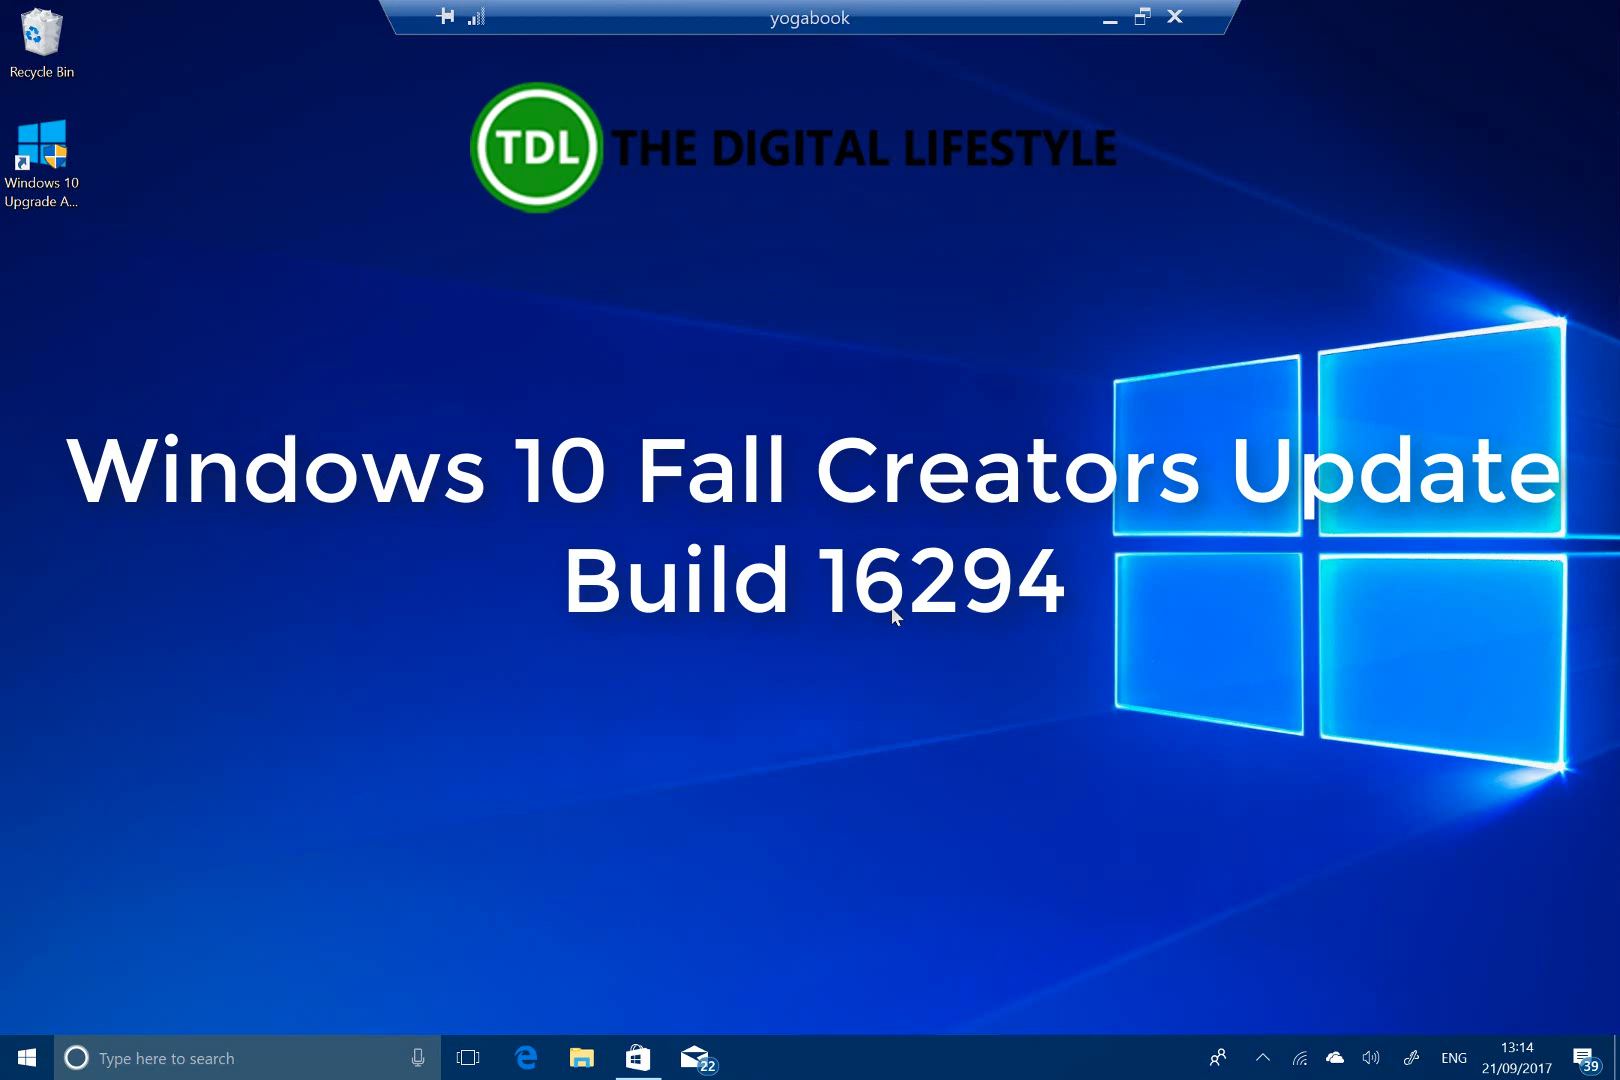 yogabook
Recycle Bin
TDL THE DIGITAL LIFESTYLE
Windows 10
Upgrade A...
Windows 10 Fall Creators Update
Build 16294
Type here to search
22
ENG
13:14
21/09/2017
39